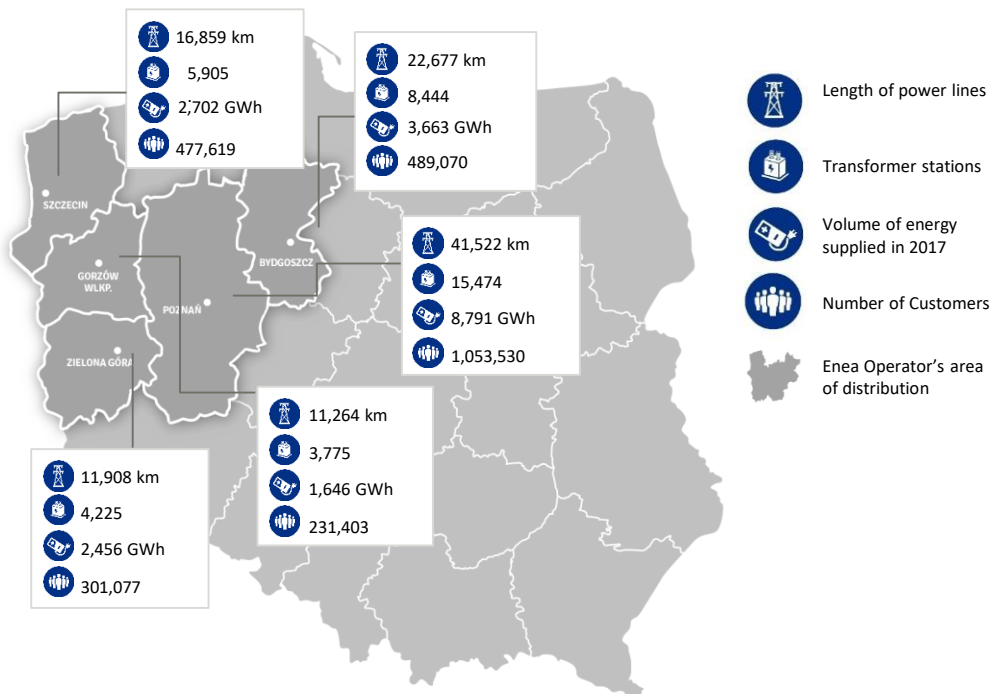 16,859 km
5,905
2,702 GWh
477,619
22,677 km
8,444
3,663 GWh
489,070
41,522 km
15,474
8,791 GWh
1,053,530
11,264 km
3,775
1,646 GWh
231,403
11,908 km
4,225
2,456 GWh
301,077
SZCZECIN
GORZÓW
WLKP.
BYDGOSZCZ
POZNAŃ
ZIELONA GÓRA
Length of power lines
Transformer stations
Volume of energy
supplied in 2017
Number of Customers
Enea Operator’s area
of distribution